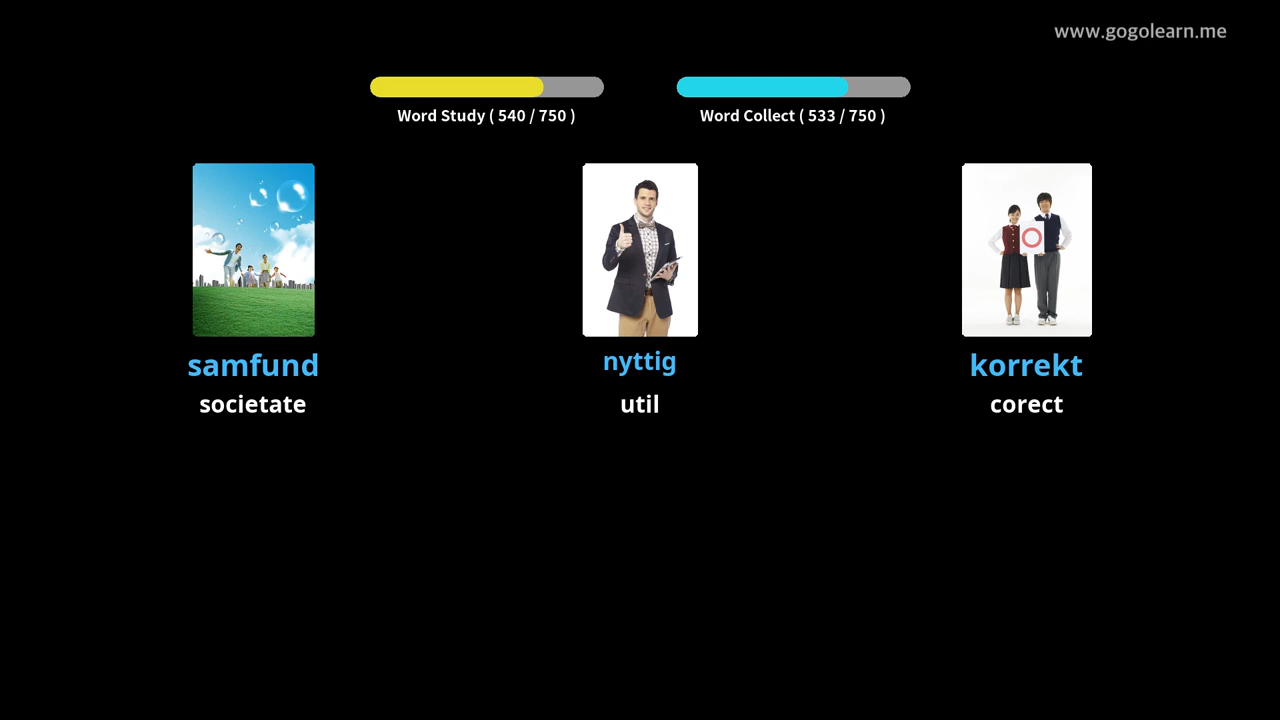 www.gogolearn.me
Word Study ( 540 / 750 )
Word Collect ( 533 / 750 )
samfund
societate
nyttig
util
korrekt
corect